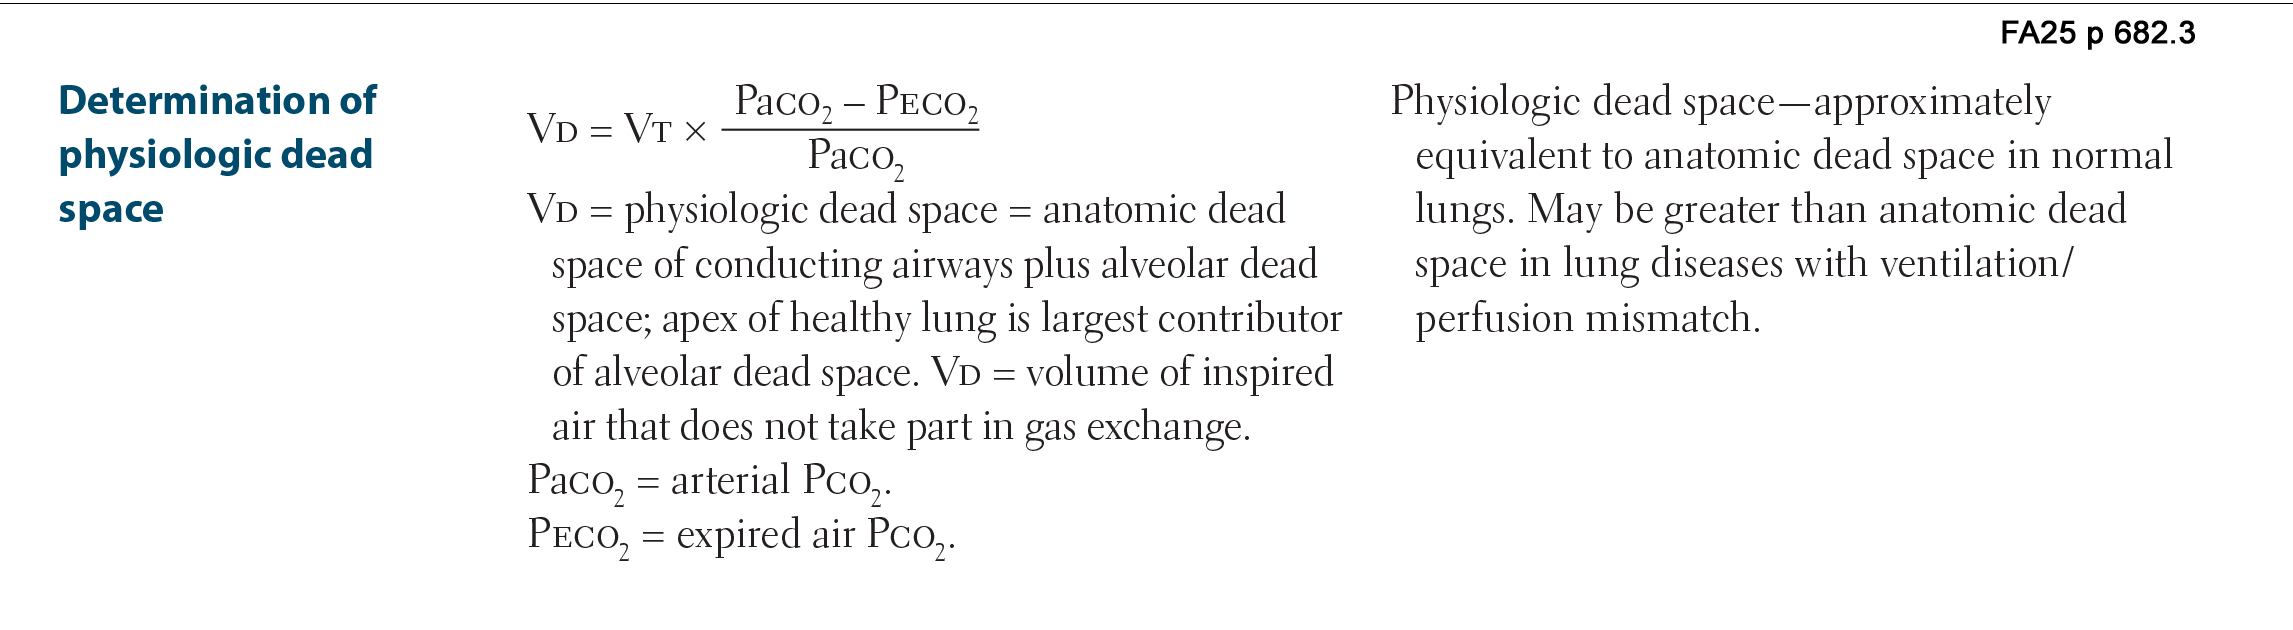 FA25 p 682.3
Determination of
physiologic dead
space
VD = VT × PaCO₂ – PECO₂
PaCO₂
VD = physiologic dead space = anatomic dead
space of conducting airways plus alveolar dead
space; apex of healthy lung is largest contributor
of alveolar dead space. VD = volume of inspired
air that does not take part in gas exchange.
PaCO₂ = arterial PCO₂.
PECO₂ = expired air PCO₂.
Physiologic dead space—approximately
equivalent to anatomic dead space in normal
lungs. May be greater than anatomic dead
space in lung diseases with ventilation/
perfusion mismatch.